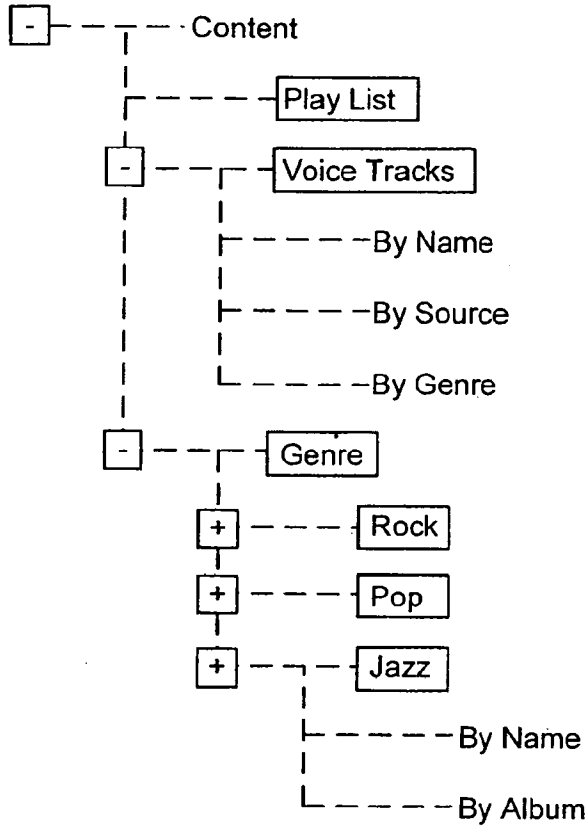 - Content
Play List
- Voice Tracks
By Name
By Source
By Genre
- Genre
+ Rock
+ Pop
+ Jazz
By Name
By Album